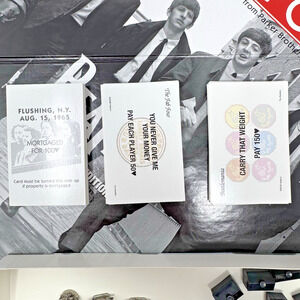 from Parker Brother
FLUSHING, N.Y.
AUG. 15, 1965
MORTGAGED
FOR 100♥
Card must be turned this side up
if property is mortgaged
YOU NEVER GIVE ME
YOUR MONEY
PAY EACH PLAYER 50♥
CARRY THAT WEIGHT
PAY 150♥